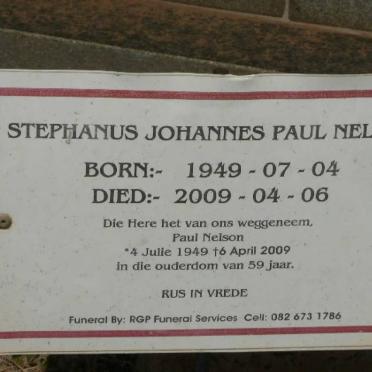 STEPHANUS JOHANNES PAUL NEL
BORN:- 1949 - 07 - 04
DIED:- 2009 - 04 - 06
Die Here het van ons weggeneem,
Paul Nelson
*4 Julie 1949 †6 April 2009
in die ouderdom van 59 jaar.
RUS IN VREDE
Funeral By: RGP Funeral Services Cell: 082 673 1786